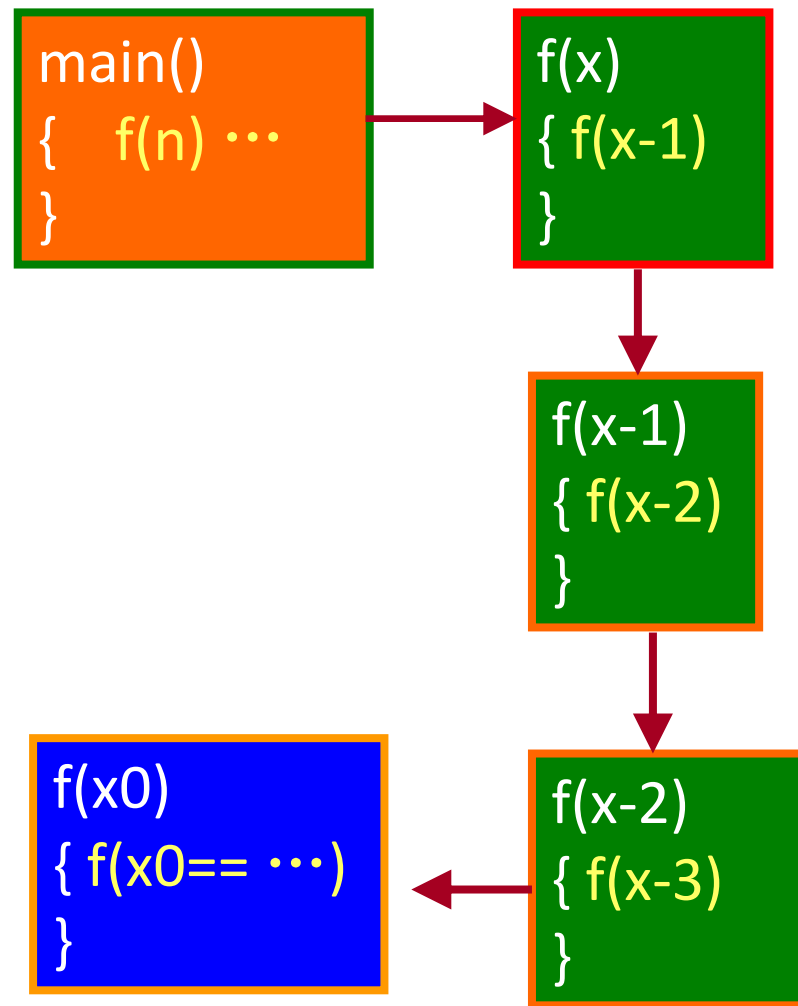 main()
{ f(n) ···
}
f(x)
{ f(x-1)
}
f(x-1)
{ f(x-2)
}
f(x-2)
{ f(x-3)
}
f(x0)
{ f(x0== ···)
}